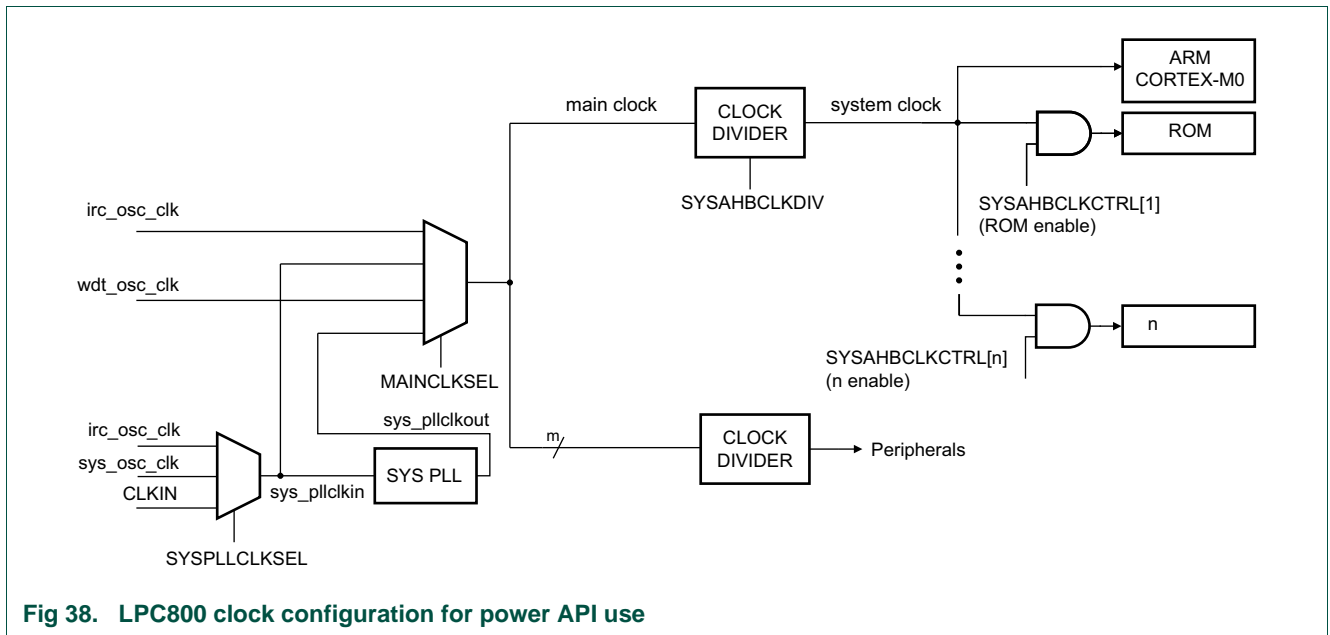 ARM
CORTEX-M0
main clock
CLOCK
DIVIDER
system clock
ROM
SYSAHBCLKDIV
SYSAHBCLKCTRL[1]
(ROM enable)
irc_osc_clk
wdt_osc_clk
n
SYSAHBCLKCTRL[n]
(n enable)
MAINCLKSEL
sys_pllclkout
irc_osc_clk
sys_osc_clk
CLKIN
sys_pllclkin
SYS PLL
m
CLOCK
DIVIDER
Peripherals
SYSPLLCLKSEL
Fig 38. LPC800 clock configuration for power API use